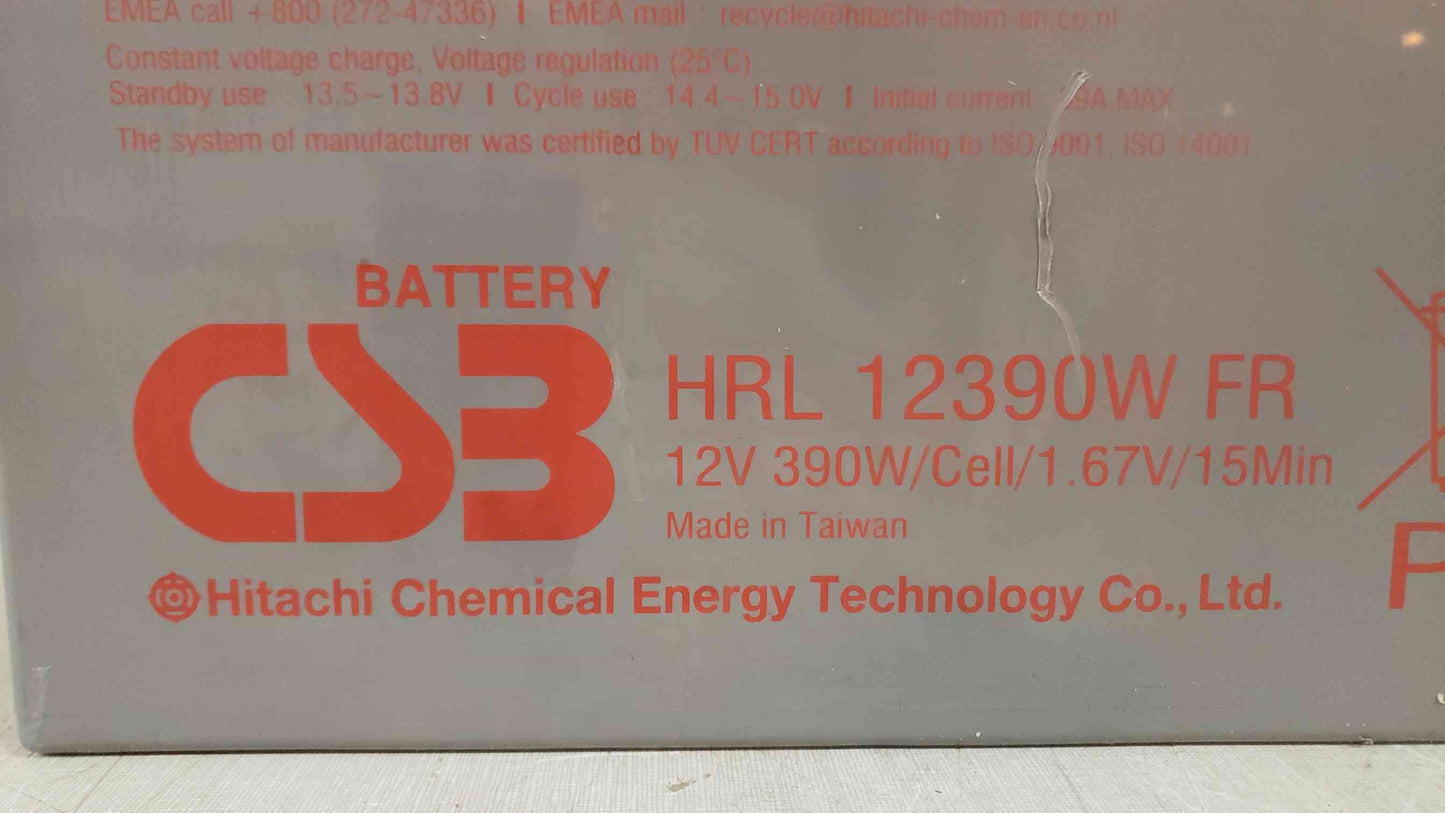 EMEA call +800 (272-47336) | EMEA mail : recycle@hitachi-chem-en.co.nl
Constant voltage charge, Voltage regulation (25°C)
Standby use 13.5~13.8V | Cycle use : 14.4~15.0V | Initial current : MAX
The system of manufacturer was certified by TUV CERT according to ISO 9001, ISO 14001.
BATTERY
CSB
HRL 12390W FR
12V 390W/Cell/1.67V/15Min
Made in Taiwan
Hitachi Chemical Energy Technology Co., Ltd.